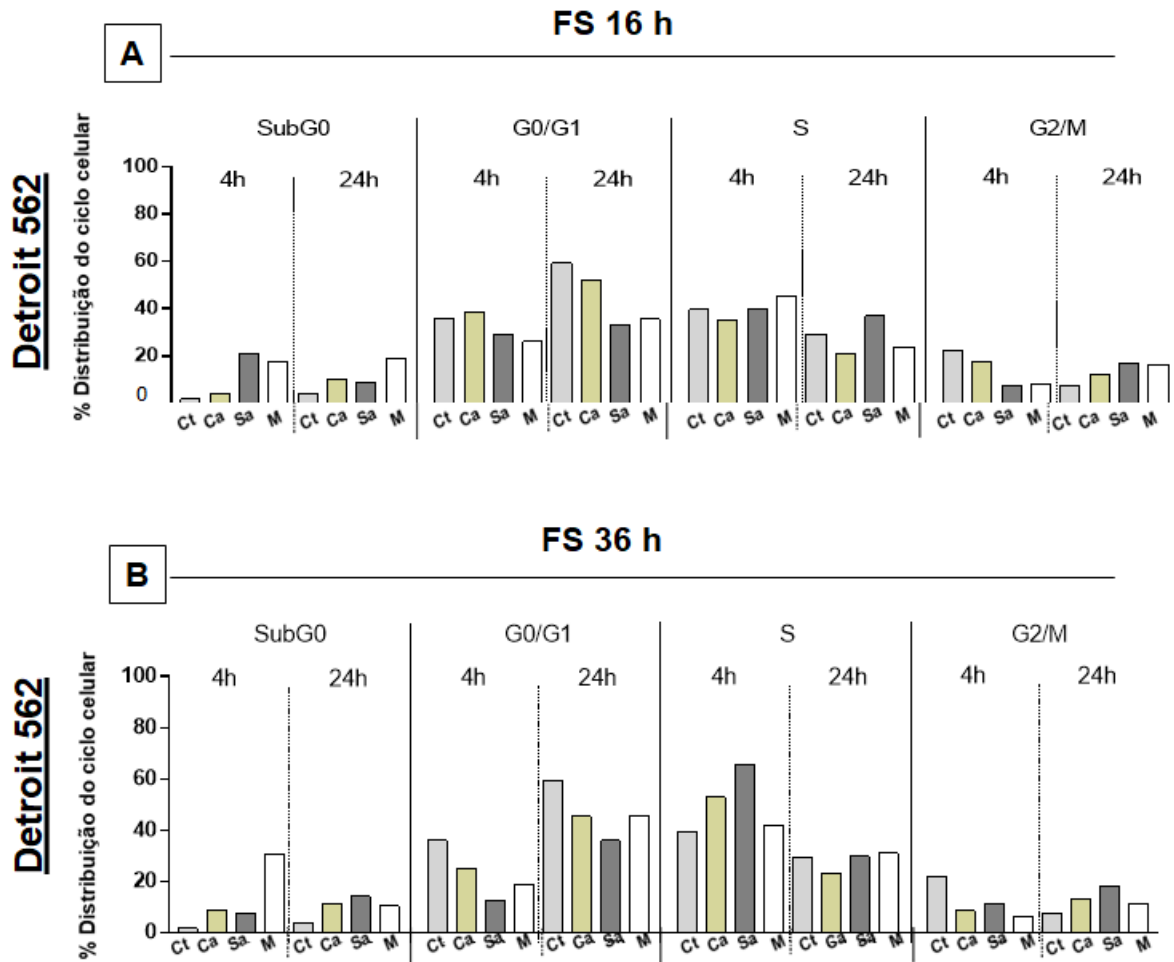 FS 16 h
A
SubG0 G0/G1 S G2/M
4h 24h 4h 24h 4h 24h 4h 24h
Detroit 562
% Distribuição do ciclo celular
100
80
60
40
20
0
Ct Ca Sa M Ct Ca Sa M Ct Ca Sa M Ct Ca Sa M Ct Ca Sa M Ct Ca Sa M Ct Ca Sa M Ct Ca Sa M
FS 36 h
B
SubG0 G0/G1 S G2/M
4h 24h 4h 24h 4h 24h 4h 24h
Detroit 562
% Distribuição do ciclo celular
100
80
60
40
20
0
Ct Ca Sa M Ct Ca Sa M Ct Ca Sa M Ct Ca Sa M Ct Ca Sa M Ct Ga Sa M Ct Ca Sa M Ct Ca Sa M